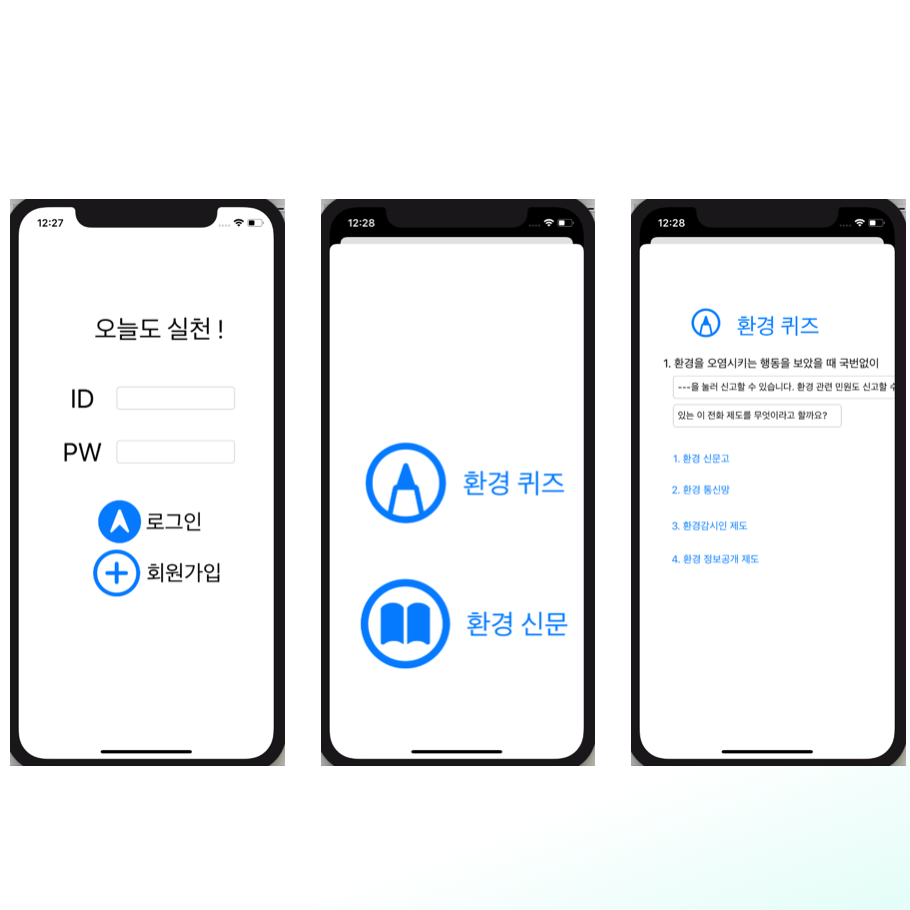 12:27
오늘도 실천 !
ID
PW
로그인
회원가입
12:28
환경 퀴즈
환경 신문
12:28
환경 퀴즈
1. 환경을 오염시키는 행동을 보았을 때 국번없이
---을 눌러 신고할 수 있습니다. 환경 관련 민원도 신고할 수
있는 이 전화 제도를 무엇이라고 할까요?
1. 환경 신문고
2. 환경 통신망
3. 환경감시인 제도
4. 환경 정보공개 제도